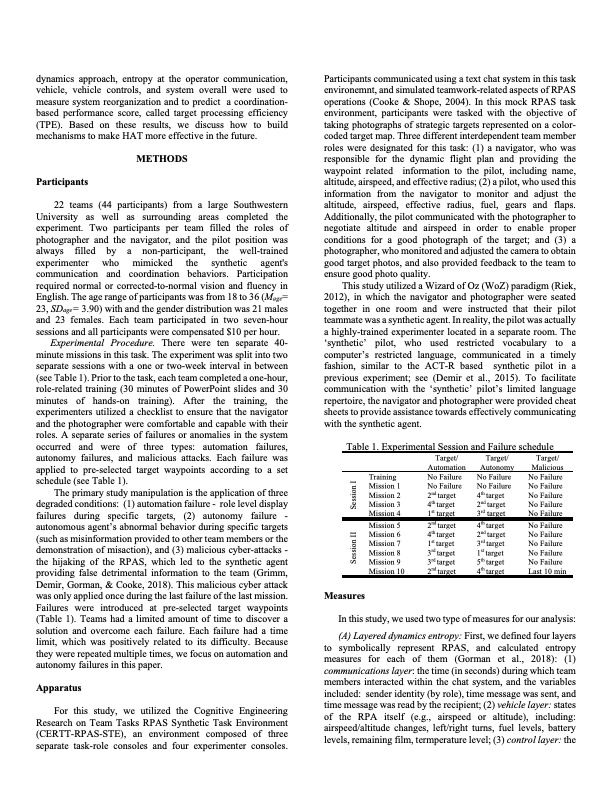 dynamics approach, entropy at the operator communication,
vehicle, vehicle controls, and system overall were used to
measure system reorganization and to predict a coordination-
based performance score, called target processing efficiency
(TPE). Based on these results, we discuss how to build
mechanisms to make HAT more effective in the future.
METHODS
Participants
22 teams (44 participants) from a large Southwestern
University as well as surrounding areas completed the
experiment. Two participants per team filled the roles of
photographer and the navigator, and the pilot position was
always filled by a non-participant, the well-trained
experimenter who mimicked the synthetic agent's
communication and coordination behaviors. Participation
required normal or corrected-to-normal vision and fluency in
English. The age range of participants was from 18 to 36 (Mage=
23, SDage= 3.90) with and the gender distribution was 21 males
and 23 females. Each team participated in two seven-hour
sessions and all participants were compensated $10 per hour.
Experimental Procedure. There were ten separate 40-
minute missions in this task. The experiment was split into two
separate sessions with a one or two-week interval in between
(see Table 1). Prior to the task, each team completed a one-hour,
role-related training (30 minutes of PowerPoint slides and 30
minutes of hands-on training). After the training, the
experimenters utilized a checklist to ensure that the navigator
and the photographer were comfortable and capable with their
roles. A separate series of failures or anomalies in the system
occurred and were of three types: automation failures,
autonomy failures, and malicious attacks. Each failure was
applied to pre-selected target waypoints according to a set
schedule (see Table 1).
The primary study manipulation is the application of three
degraded conditions: (1) automation failure - role level display
failures during specific targets, (2) autonomy failure -
autonomous agent's abnormal behavior during specific targets
(such as misinformation provided to other team members or the
demonstration of misaction), and (3) malicious cyber-attacks -
the hijaking of the RPAS, which led to the synthetic agent
providing false detrimental information to the team (Grimm,
Demir, Gorman, & Cooke, 2018). This malicious cyber attack
was only applied once during the last failure of the last mission.
Failures were introduced at pre-selected target waypoints
(Table 1). Teams had a limited amount of time to discover a
solution and overcome each failure. Each failure had a time
limit, which was positively related to its difficulty. Because
they were repeated multiple times, we focus on automation and
autonomy failures in this paper.
Apparatus
For this study, we utilized the Cognitive Engineering
Research on Team Tasks RPAS Synthetic Task Environment
(CERTT-RPAS-STE), an environment composed of three
separate task-role consoles and four experimenter consoles.
Participants communicated using a text chat system in this task
environemnt, and simulated teamwork-related aspects of RPAS
operations (Cooke & Shope, 2004). In this mock RPAS task
environment, participants were tasked with the objective of
taking photographs of strategic targets represented on a color-
coded target map. Three different interdependent team member
roles were designated for this task: (1) a navigator, who was
responsible for the dynamic flight plan and providing the
waypoint related information to the pilot, including name,
altitude, airspeed, and effective radius; (2) a pilot, who used this
information from the navigator to monitor and adjust the
altitude, airspeed, effective radius, fuel, gears and flaps.
Additionally, the pilot communicated with the photographer to
negotiate altitude and airspeed in order to enable proper
conditions for a good photograph of the target; and (3) a
photographer, who monitored and adjusted the camera to obtain
good target photos, and also provided feedback to the team to
ensure good photo quality.
This study utilized a Wizard of Oz (WoZ) paradigm (Riek,
2012), in which the navigator and photographer were seated
together in one room and were instructed that their pilot
teammate was a synthetic agent. In reality, the pilot was actually
a highly-trained experimenter located in a separate room. The
'synthetic' pilot, who used restricted vocabulary to a
computer's restricted language, communicated in a timely
fashion, similar to the ACT-R based synthetic pilot in a
previous experiment; see (Demir et al., 2015). To facilitate
communication with the 'synthetic' pilot's limited language
repertoire, the navigator and photographer were provided cheat
sheets to provide assistance towards effectively communicating
with the synthetic agent.
Table 1. Experimental Session and Failure schedule
Target/ Target/ Target/
Automation Autonomy Malicious
Session I
Training No Failure No Failure No Failure
Mission 1 No Failure No Failure No Failure
Mission 2 2nd target 4th target No Failure
Mission 3 4th target 2nd target No Failure
Mission 4 1st target 3rd target No Failure
Session II
Mission 5 2nd target 4th target No Failure
Mission 6 4th target 2nd target No Failure
Mission 7 1st target 3rd target No Failure
Mission 8 3rd target 1st target No Failure
Mission 9 3rd target 5th target No Failure
Mission 10 2nd target 4th target Last 10 min
Measures
In this study, we used two type of measures for our analysis:
(A) Layered dynamics entropy: First, we defined four layers
to symbolically represent RPAS, and calculated entropy
measures for each of them (Gorman et al., 2018): (1)
communications layer: the time (in seconds) during which team
members interacted within the chat system, and the variables
included: sender identity (by role), time message was sent, and
time message was read by the recipient; (2) vehicle layer: states
of the RPA itself (e.g., airspeed or altitude), including:
airspeed/altitude changes, left/right turns, fuel levels, battery
levels, remaining film, termperature level; (3) control layer: the